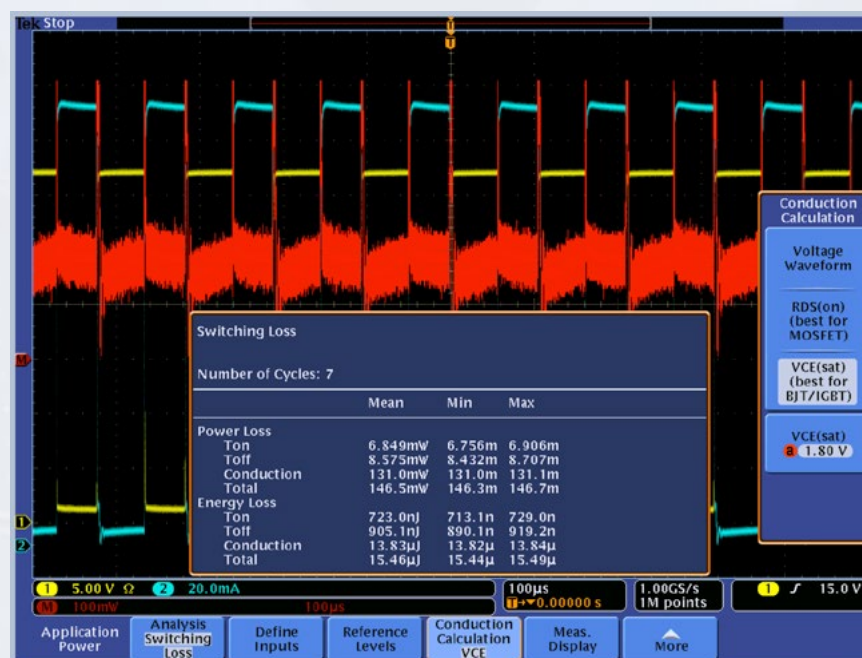 Tek Stop
T
T
Conduction
Calculation
Voltage
Waveform
RDS(on)
(best for
MOSFET)
VCE(sat)
(best for
BJT/IGBT)
VCE(sat)
a 1.80 V
M
1
2
Switching Loss
Number of Cycles: 7
Mean Min Max
Power Loss
Ton 6.849mW 6.756m 6.906m
Toff 8.575mW 8.432m 8.707m
Conduction 131.0mW 131.0m 131.1m
Total 146.5mW 146.3m 146.7m
Energy Loss
Ton 723.0nJ 713.1n 729.0n
Toff 905.1nJ 890.1n 919.2n
Conduction 13.83µJ 13.82µ 13.84µ
Total 15.46µJ 15.44µ 15.49µ
1 5.00 V Ω 2 20.0mA
M 100mW 100µs
100µs
T→▼0.00000 s
1.00GS/s
1M points
1 ∫ 15.0 V
Application
Power
Analysis
Switching
Loss
Define
Inputs
Reference
Levels
Conduction
Calculation
VCE
Meas.
Display
More